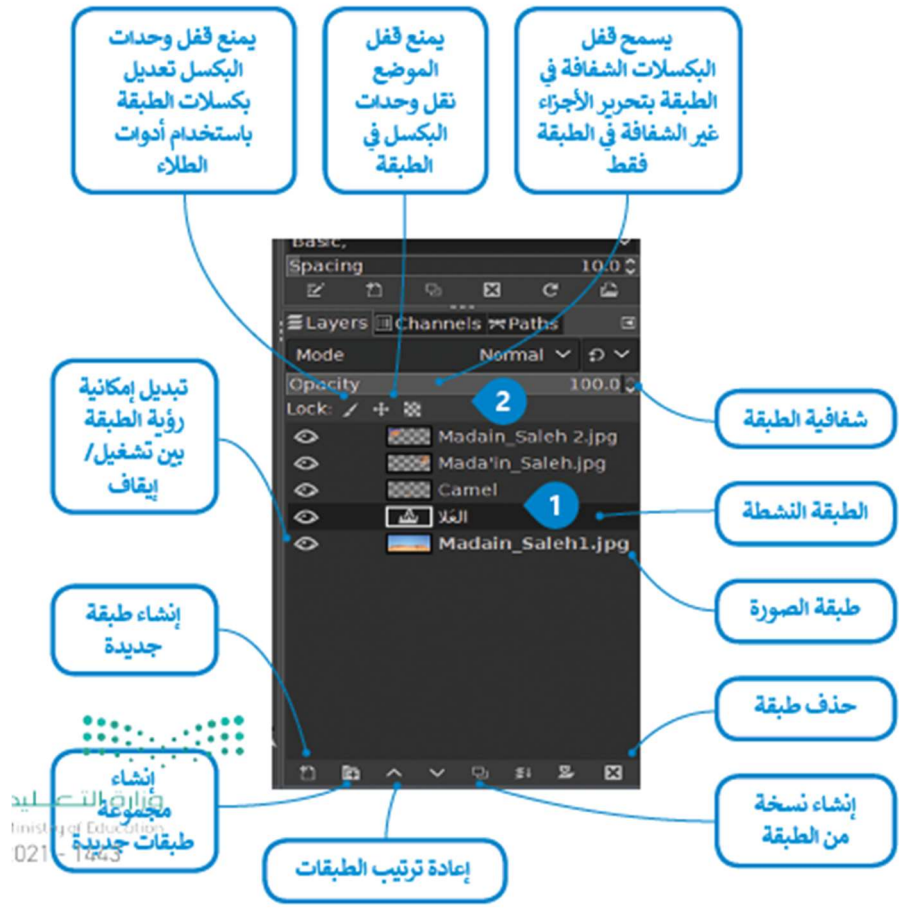 يمنع قفل وحدات
البكسل تعديل
بكسلات الطبقة
باستخدام أدوات
الطلاء
يمنع قفل
الموضع
نقل وحدات
البكسل في
الطبقة
يسمح قفل
البكسلات الشفافة في
الطبقة بتحرير الأجزاء
غير الشفافة في الطبقة
فقط
Basic,
Spacing 10.0
Layers Channels Paths
Mode Normal
Opacity 100.0
Lock:
2
Madain_Saleh 2.jpg
Mada'in_Saleh.jpg
Camel
1
العُلا
Madain_Saleh1.jpg
تبديل إمكانية
رؤية الطبقة
بين تشغيل/
إيقاف
إنشاء طبقة
جديدة
إنشاء
مجموعة
طبقات جديدة
إعادة ترتيب الطبقات
شفافية الطبقة
الطبقة النشطة
طبقة الصورة
حذف طبقة
إنشاء نسخة
من الطبقة
وزارة التعليم
Ministry of Education
021 - 1443